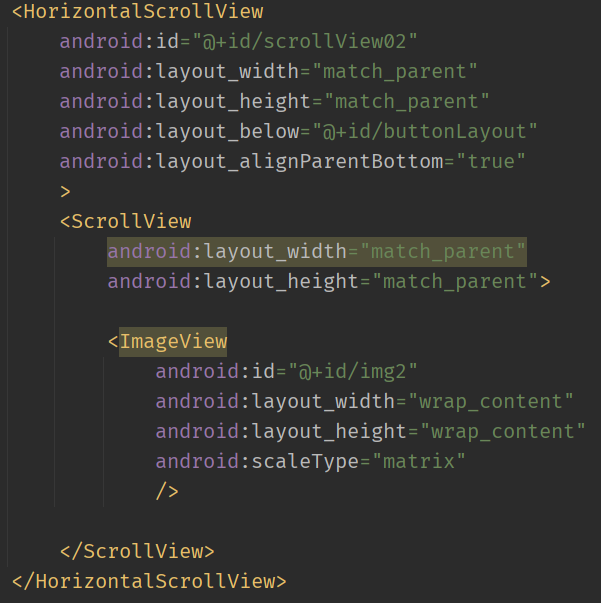 <HorizontalScrollView
android:id="@+id/scrollView02"
android:layout_width="match_parent"
android:layout_height="match_parent"
android:layout_below="@+id/buttonLayout"
android:layout_alignParentBottom="true"
>
<ScrollView
android:layout_width="match_parent"
android:layout_height="match_parent">
<ImageView
android:id="@+id/img2"
android:layout_width="wrap_content"
android:layout_height="wrap_content"
android:scaleType="matrix"
/>
</ScrollView>
</HorizontalScrollView>